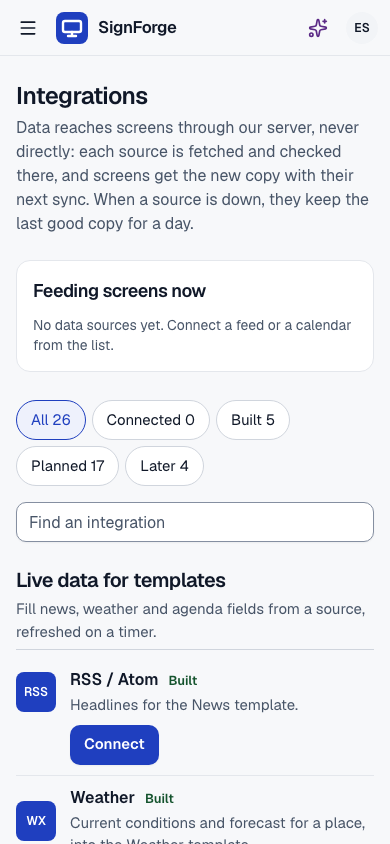 SignForge
ES
Integrations
Data reaches screens through our server, never
directly: each source is fetched and checked
there, and screens get the new copy with their
next sync. When a source is down, they keep the
last good copy for a day.
Feeding screens now
No data sources yet. Connect a feed or a calendar
from the list.
All 26
Connected 0
Built 5
Planned 17
Later 4
Find an integration
Live data for templates
Fill news, weather and agenda fields from a source,
refreshed on a timer.
RSS
RSS / Atom Built
Headlines for the News template.
Connect
WX
Weather Built
Current conditions and forecast for a place,
into the Weather template.